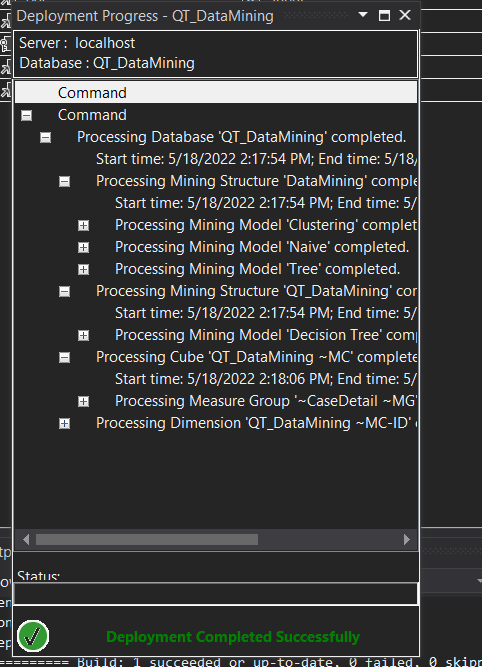 Deployment Progress - QT_DataMining
Server : localhost
Database : QT_DataMining
Command
Command
Processing Database 'QT_DataMining' completed.
Start time: 5/18/2022 2:17:54 PM; End time: 5/18/
Processing Mining Structure 'DataMining' comple
Start time: 5/18/2022 2:17:54 PM; End time: 5/
Processing Mining Model 'Clustering' complet
Processing Mining Model 'Naive' completed.
Processing Mining Model 'Tree' completed.
Processing Mining Structure 'QT_DataMining' cor
Start time: 5/18/2022 2:17:54 PM; End time: 5/
Processing Mining Model 'Decision Tree' com
Processing Cube 'QT_DataMining ~MC' complete
Start time: 5/18/2022 2:18:06 PM; End time: 5/
Processing Measure Group '~CaseDetail ~MG'
Processing Dimension 'QT_DataMining ~MC-ID'
Status:
Deployment Completed Successfully
========= Build: 1 succeeded or up-to-date, 0 failed, 0 skipp